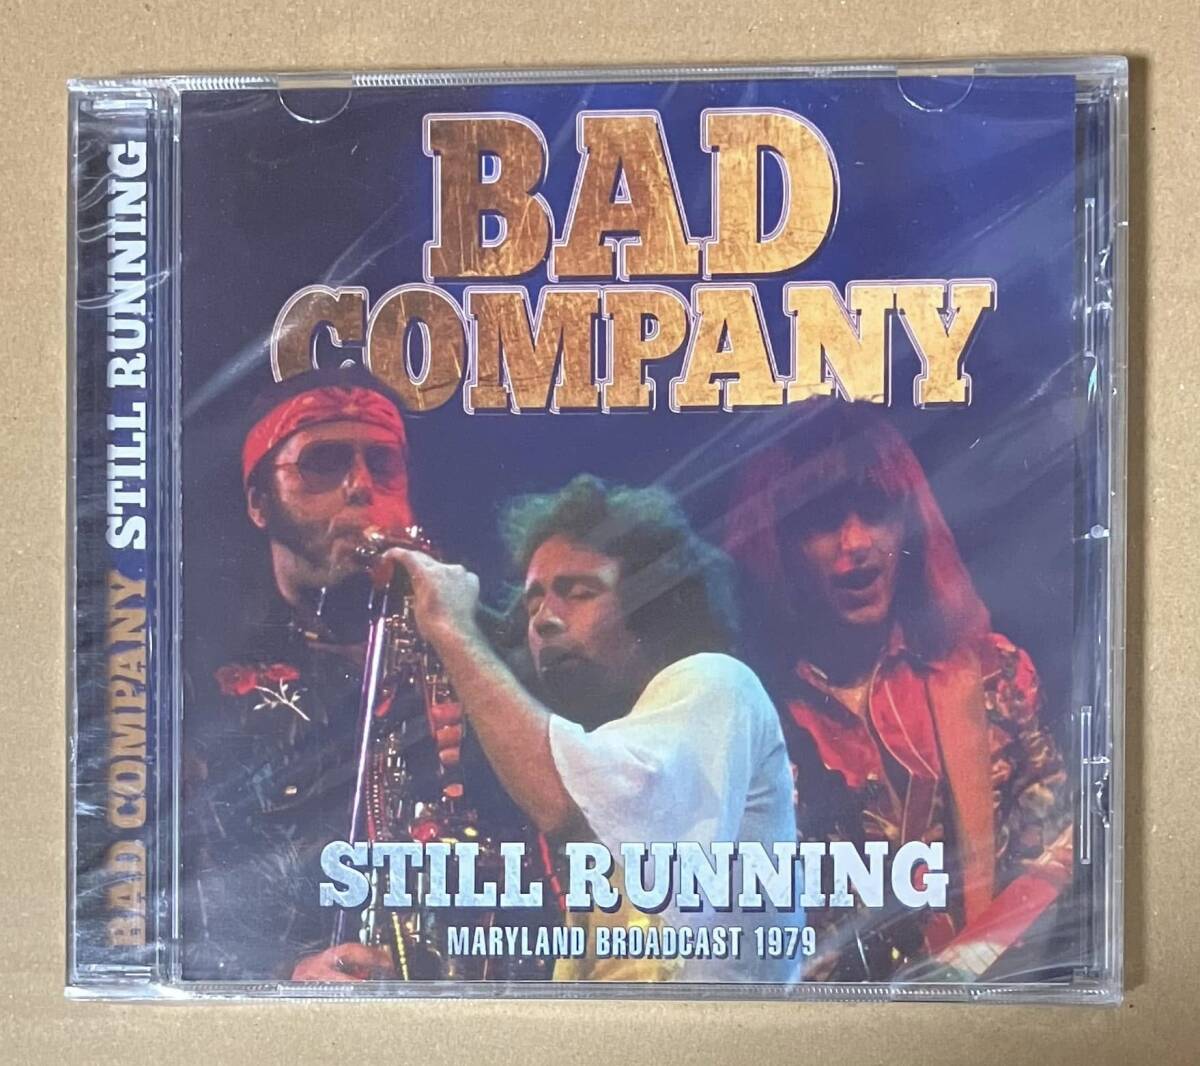 BAD
COMPANY
STILL RUNNING
MARYLAND BROADCAST 1979
BAD COMPANY STILL RUNNING